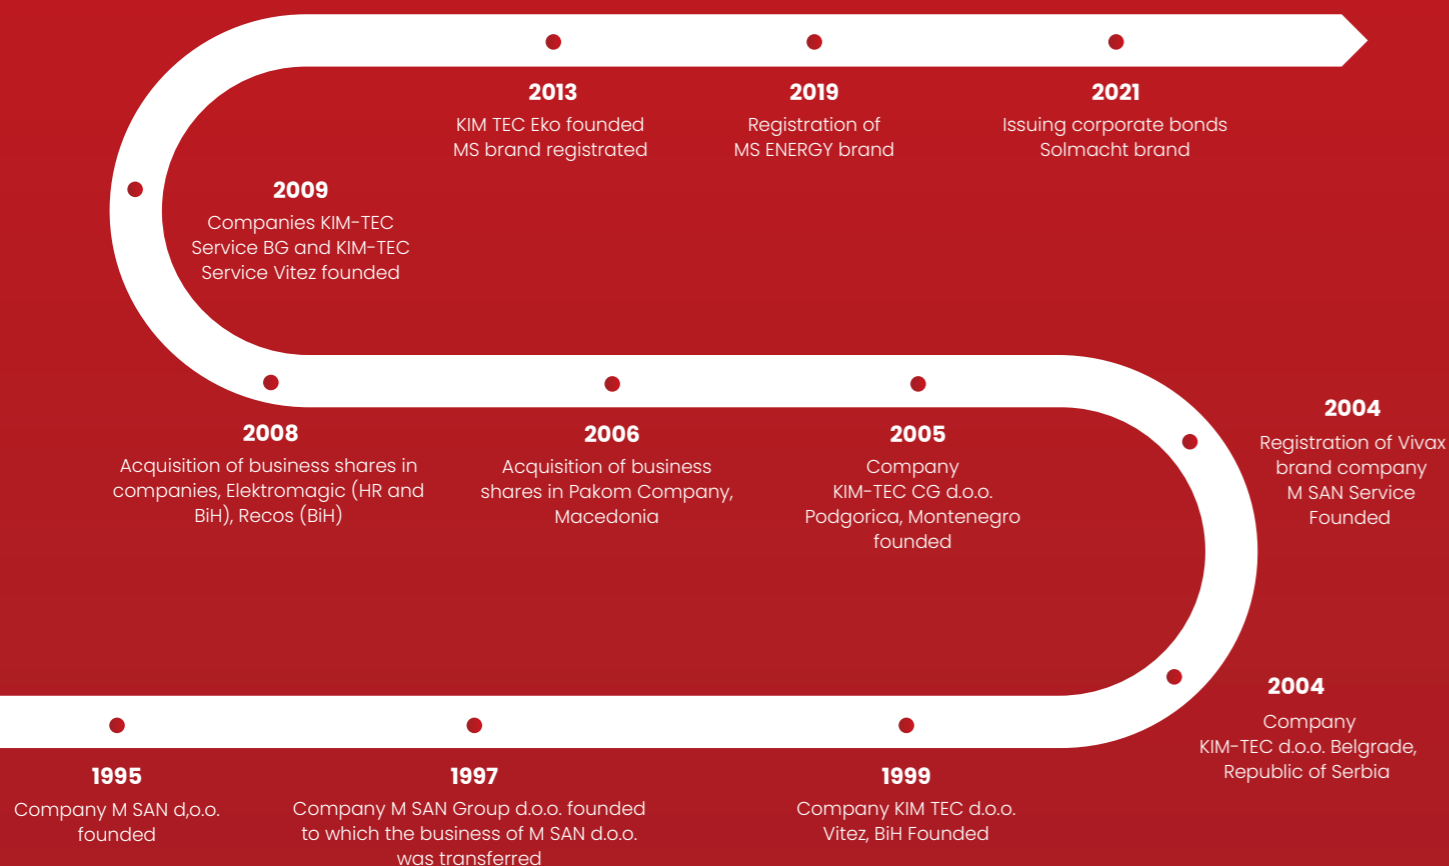 2013
KIM TEC Eko founded
MS brand registrated
2019
Registration of
MS ENERGY brand
2021
Issuing corporate bonds
Solmacht brand
2009
Companies KIM-TEC
Service BG and KIM-TEC
Service Vitez founded
2008
Acquisition of business shares in
companies, Elektromagic (HR and
BiH), Recos (BiH)
2006
Acquisition of business
shares in Pakom Company,
Macedonia
2005
Company
KIM-TEC CG d.o.o.
Podgorica, Montenegro
founded
2004
Registration of Vivax
brand company
M SAN Service
Founded
2004
Company
KIM-TEC d.o.o. Belgrade,
Republic of Serbia
1995
Company M SAN d,o.o.
founded
1997
Company M SAN Group d.o.o. founded
to which the business of M SAN d.o.o.
was transferred
1999
Company KIM TEC d.o.o.
Vitez, BiH Founded